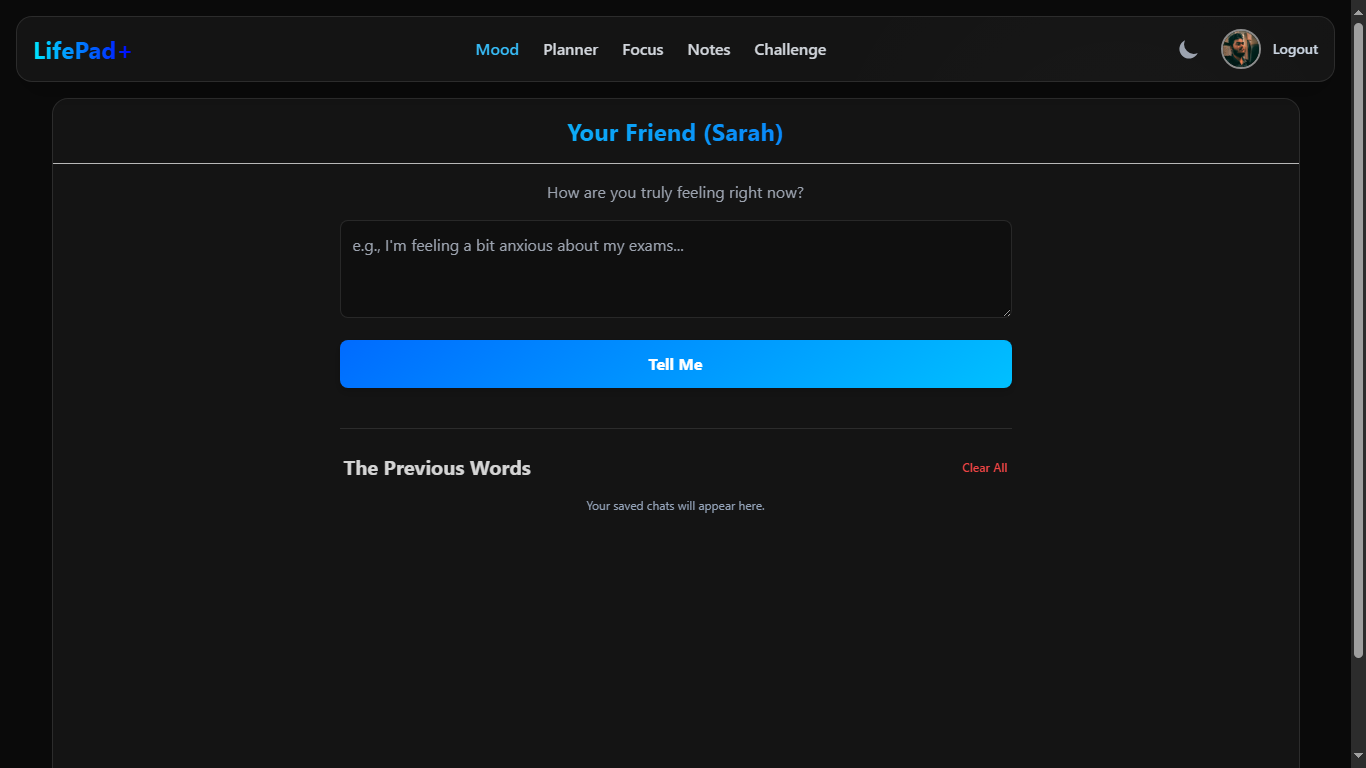 LifePad+
Mood Planner Focus Notes Challenge
Logout
Your Friend (Sarah)
How are you truly feeling right now?
e.g., I'm feeling a bit anxious about my exams...
Tell Me
The Previous Words
Clear All
Your saved chats will appear here.